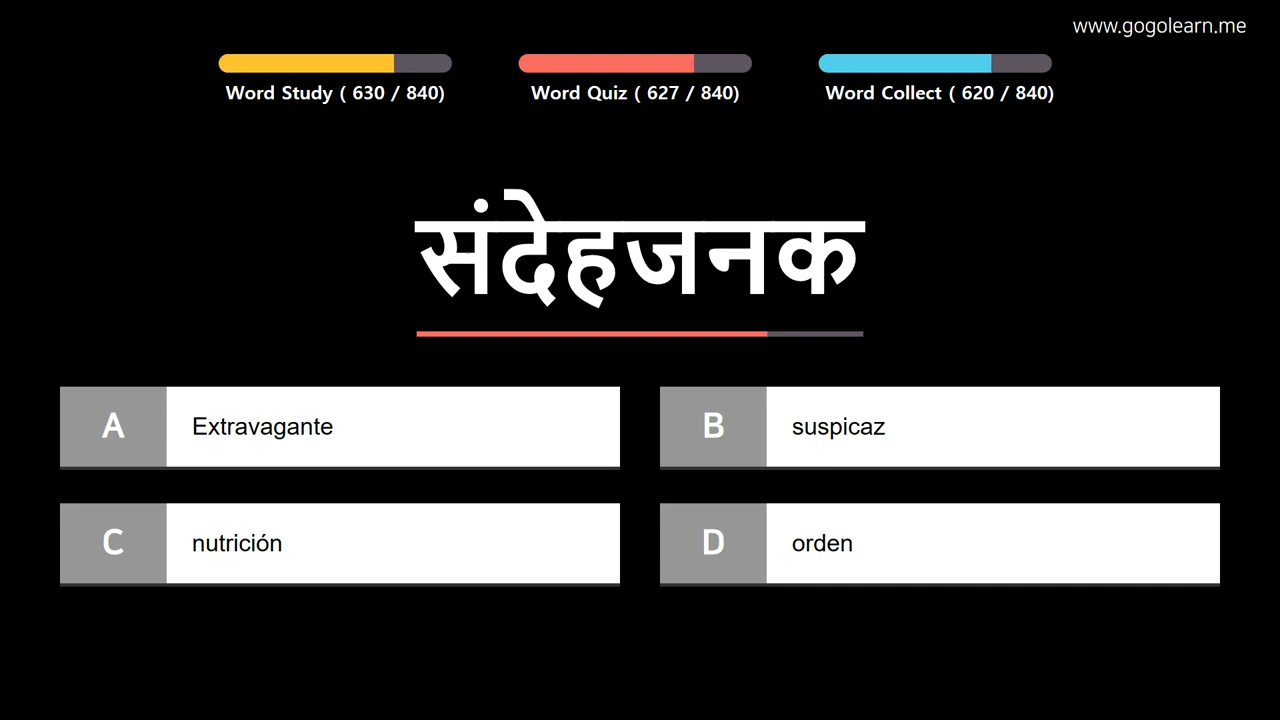 www.gogolearn.me
Word Study ( 630 / 840)
Word Quiz ( 627 / 840)
Word Collect ( 620 / 840)
संदेहजनक
A Extravagante
B suspicaz
C nutrición
D orden